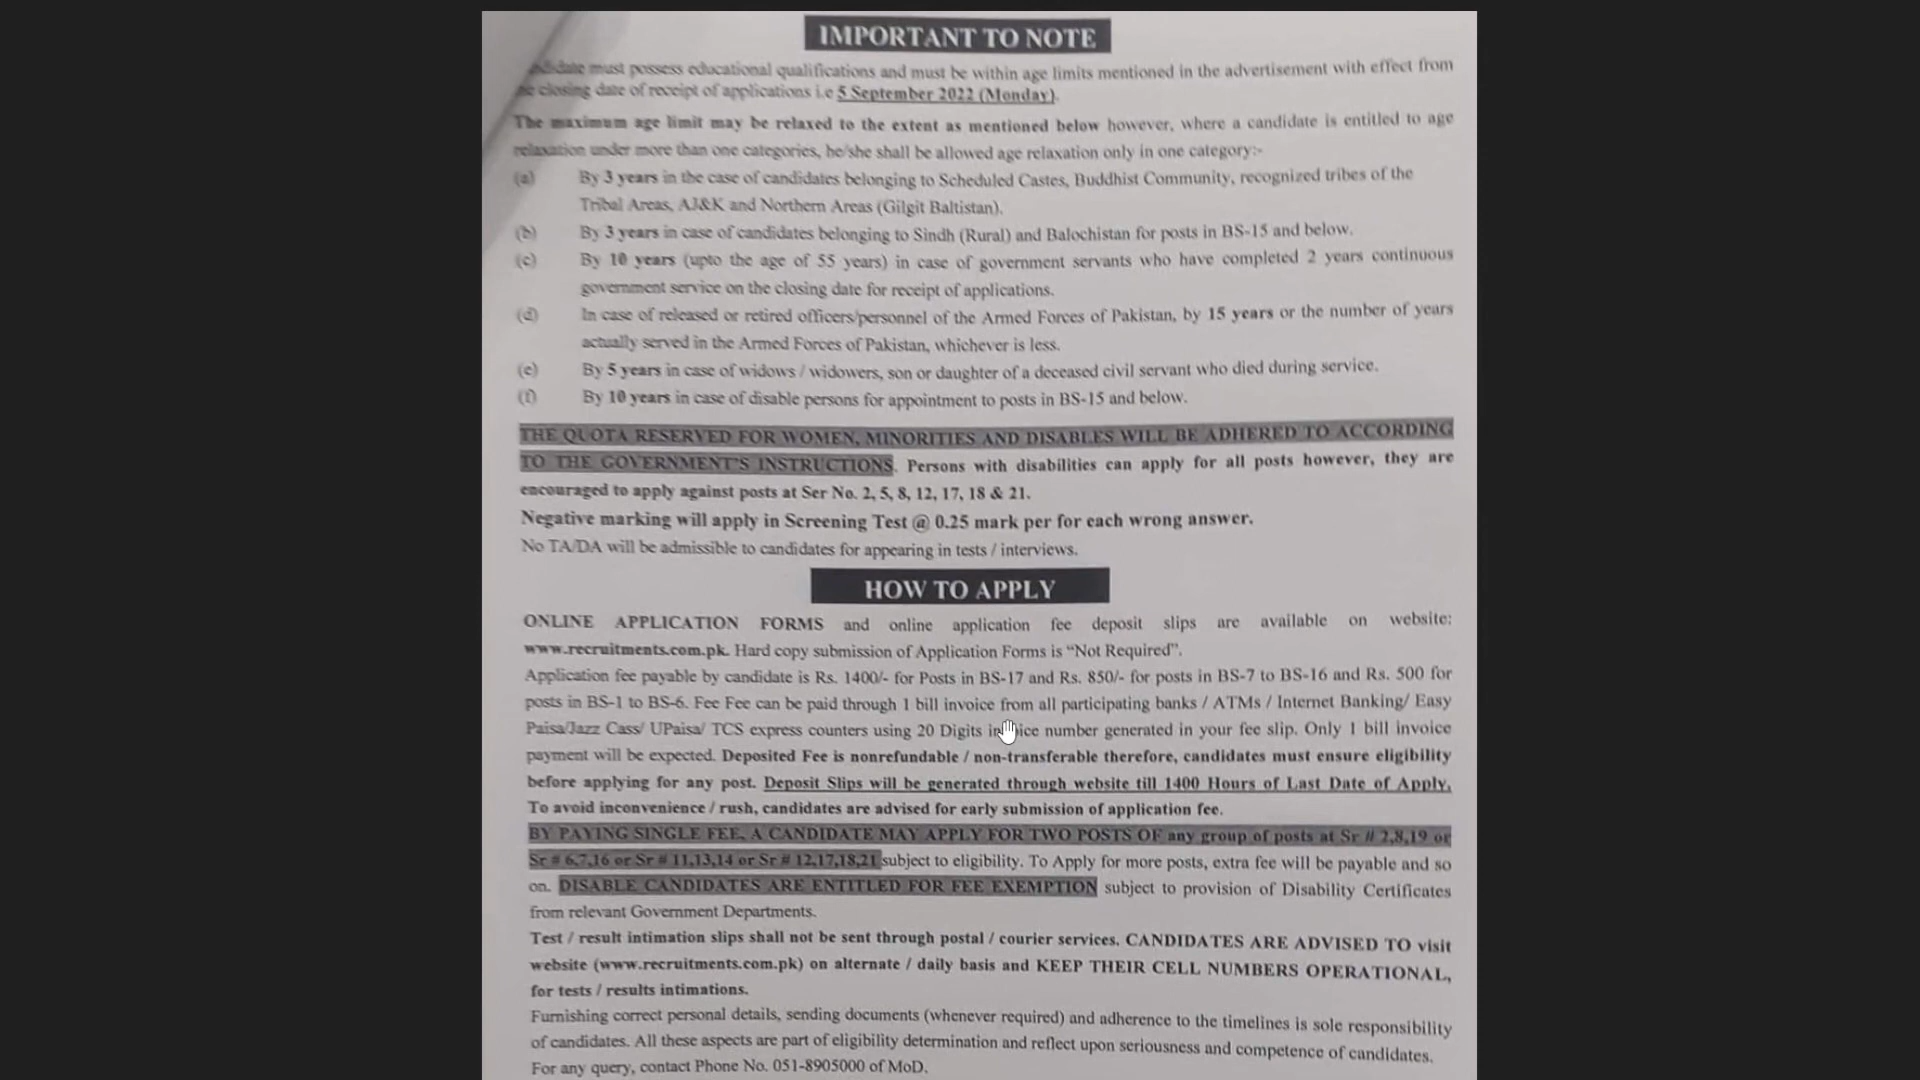 IMPORTANT TO NOTE
must possess educational qualifications and must be within age limits mentioned in the advertisement with effect from
closing date of receipt of applications i.e 5 September 2022 (Monday).
The maximum age limit may be relaxed to the extent as mentioned below however, where a candidate is entitled to age
relaxation under more than one categories, he/she shall be allowed age relaxation only in one category:-
(a) By 3 years in the case of candidates belonging to Scheduled Castes, Buddhist Community, recognized tribes of the
Tribal Areas, AJ&K and Northern Areas (Gilgit Baltistan).
(b) By 3 years in case of candidates belonging to Sindh (Rural) and Balochistan for posts in BS-15 and below.
(c) By 10 years (upto the age of 55 years) in case of government servants who have completed 2 years continuous
government service on the closing date for receipt of applications.
(d) In case of released or retired officers/personnel of the Armed Forces of Pakistan, by 15 years or the number of years
actually served in the Armed Forces of Pakistan, whichever is less.
(e) By 5 years in case of widows / widowers, son or daughter of a deceased civil servant who died during service.
(f) By 10 years in case of disable persons for appointment to posts in BS-15 and below.
THE QUOTA RESERVED FOR WOMEN, MINORITIES AND DISABLES WILL BE ADHERED TO ACCORDING
TO THE GOVERNMENT'S INSTRUCTIONS. Persons with disabilities can apply for all posts however, they are
encouraged to apply against posts at Ser No. 2, 5, 8, 12, 17, 18 & 21.
Negative marking will apply in Screening Test @ 0.25 mark per for each wrong answer.
No TA/DA will be admissible to candidates for appearing in tests / interviews.
HOW TO APPLY
ONLINE APPLICATION FORMS and online application fee deposit slips are available on website:
www.recruitments.com.pk. Hard copy submission of Application Forms is “Not Required”.
Application fee payable by candidate is Rs. 1400/- for Posts in BS-17 and Rs. 850/- for posts in BS-7 to BS-16 and Rs. 500 for
posts in BS-1 to BS-6. Fee Fee can be paid through 1 bill invoice from all participating banks / ATMs / Internet Banking/ Easy
Paisa/Jazz Cass/ UPaisa/ TCS express counters using 20 Digits invoice number generated in your fee slip. Only 1 bill invoice
payment will be expected. Deposited Fee is nonrefundable / non-transferable therefore, candidates must ensure eligibility
before applying for any post. Deposit Slips will be generated through website till 1400 Hours of Last Date of Apply.
To avoid inconvenience / rush, candidates are advised for early submission of application fee.
BY PAYING SINGLE FEE, A CANDIDATE MAY APPLY FOR TWO POSTS OF any group of posts at Sr # 2,8,19 or
Sr # 6,7,16 or Sr # 11,13,14 or Sr # 12,17,18,21 subject to eligibility. To Apply for more posts, extra fee will be payable and so
on. DISABLE CANDIDATES ARE ENTITLED FOR FEE EXEMPTION subject to provision of Disability Certificates
from relevant Government Departments.
Test / result intimation slips shall not be sent through postal / courier services. CANDIDATES ARE ADVISED TO visit
website (www.recruitments.com.pk) on alternate / daily basis and KEEP THEIR CELL NUMBERS OPERATIONAL,
for tests / results intimations.
Furnishing correct personal details, sending documents (whenever required) and adherence to the timelines is sole responsibility
of candidates. All these aspects are part of eligibility determination and reflect upon seriousness and competence of candidates.
For any query, contact Phone No. 051-8905000 of MoD.